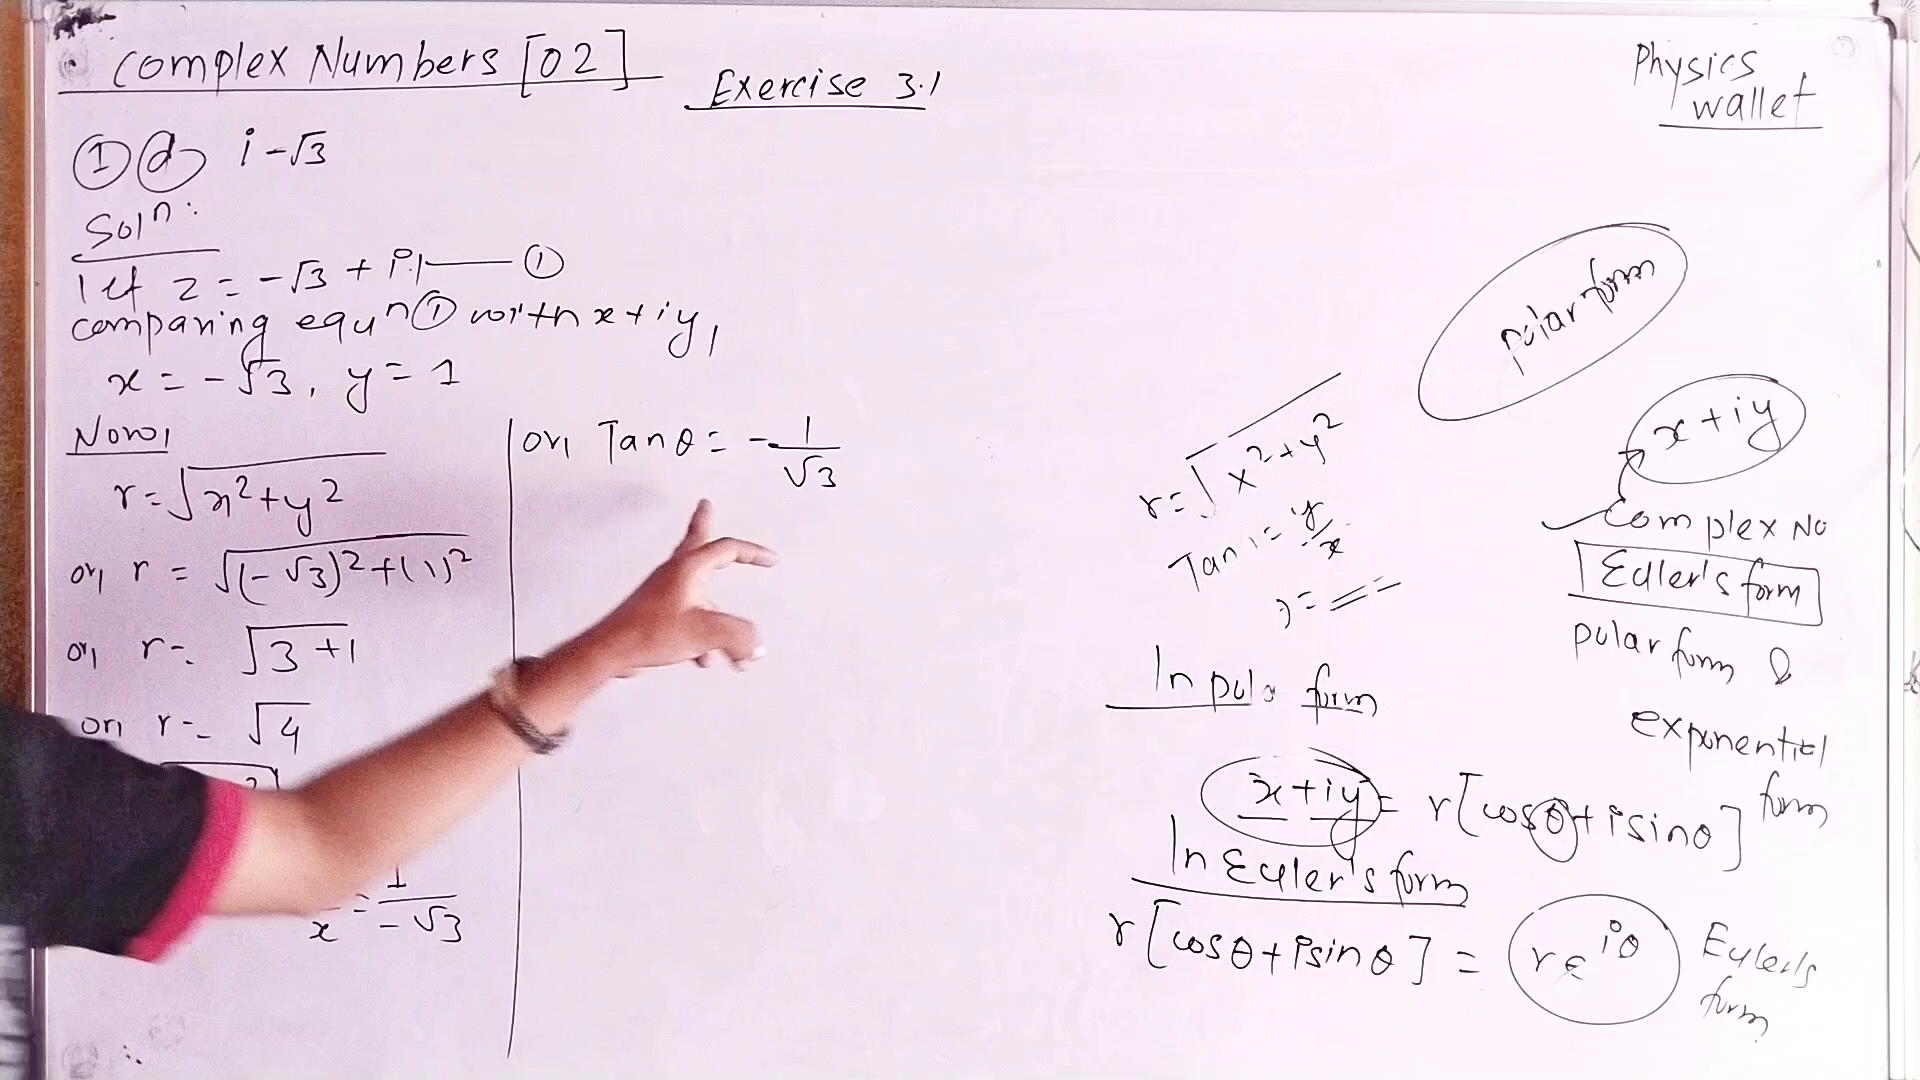 Complex Numbers [02]
Exercise 3.1
Physics
wallet
① ⓓ i - √3
Solⁿ:
let z = -√3 + i.1 —— ①
comparing equⁿ ① with x + iy,
x = -√3, y = 1
Now,
r = √x² + y²
or, r = √(-√3)² + (1)²
or, r = √3 + 1
or, r = √4
x = 1/-√3
or, Tanθ = -1/√3
polar form
r = √x² + y²
Tan = y/x
x + iy
complex No
Euler's form
polar form &
exponential
form
In polar form
x + iy = r[cosθ + isinθ]
In Euler's form
r[cosθ + isinθ] = re^iθ
Euler's
form